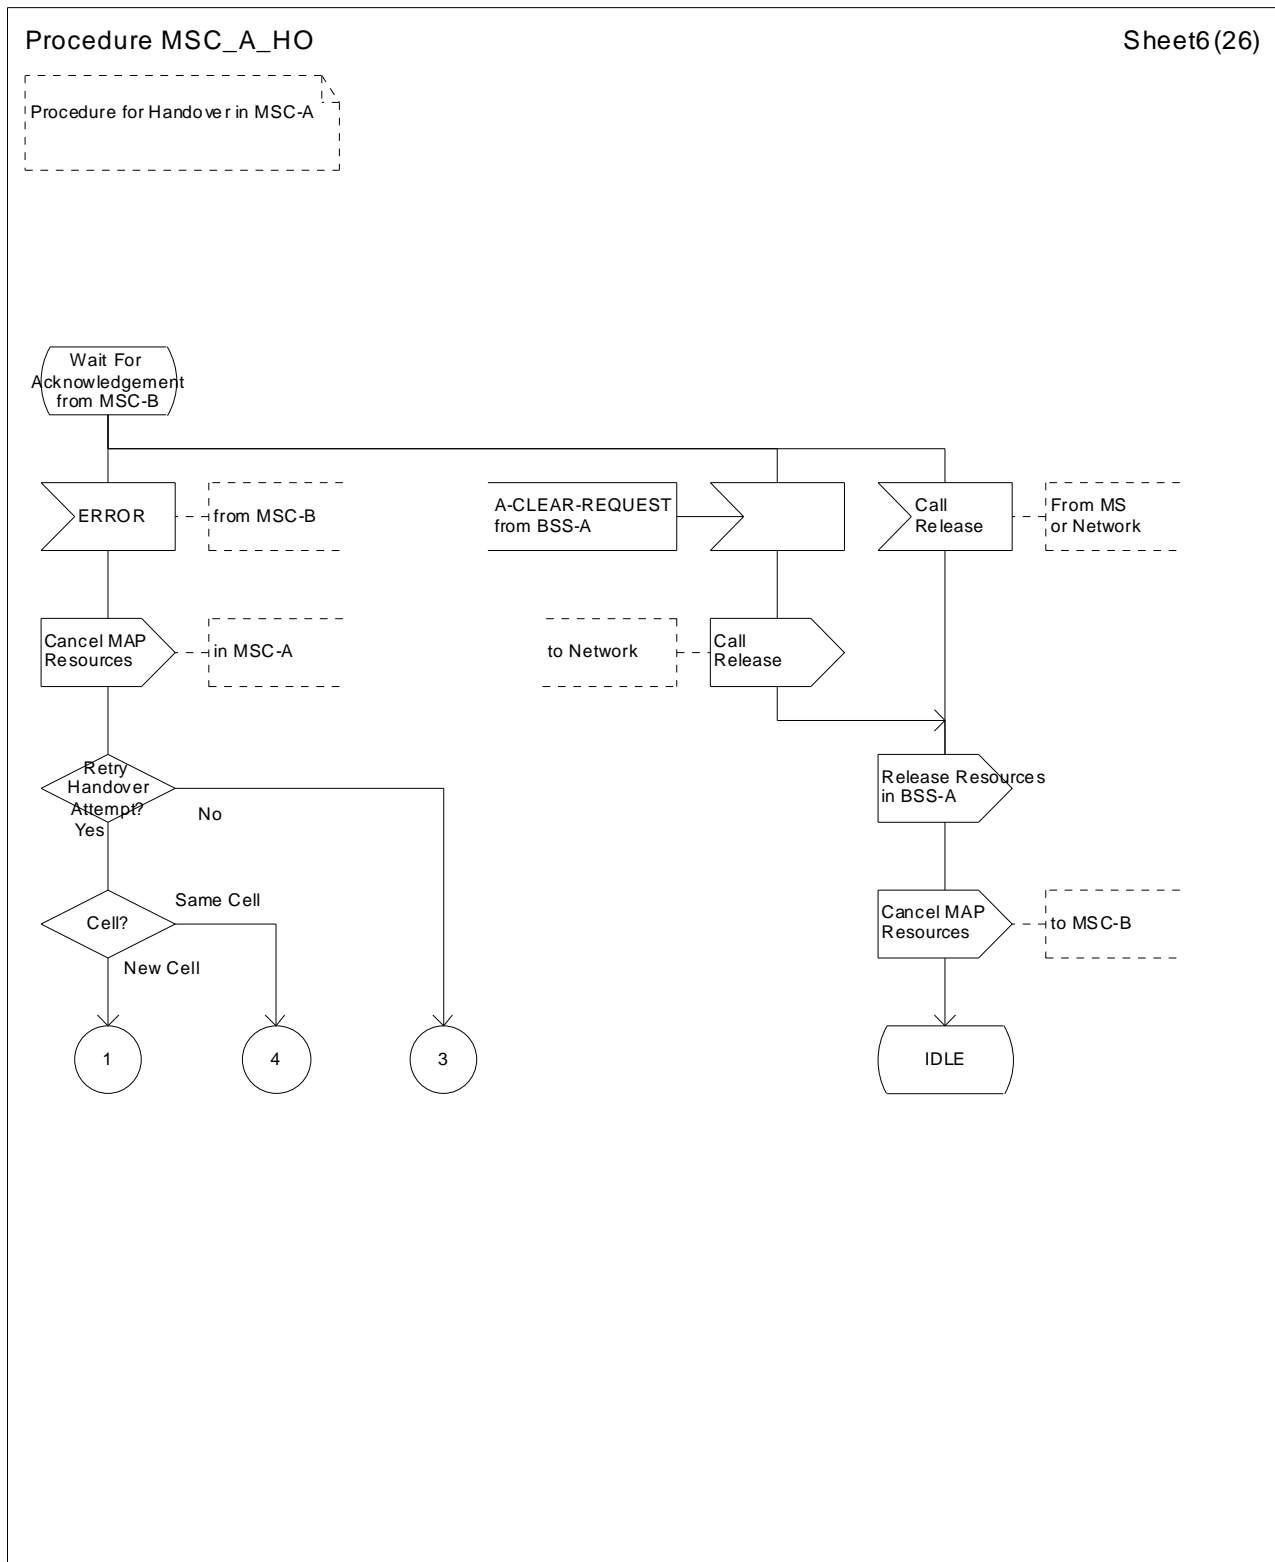 Procedure MSC_A_HO
Sheet6(26)
Procedure for Handover in MSC-A
Wait For
Acknowledgement
from MSC-B
ERROR
from MSC-B
A-CLEAR-REQUEST
from BSS-A
Call
Release
From MS
or Network
Cancel MAP
Resources
in MSC-A
to Network
Call
Release
Retry
Handover
Attempt?
Yes
No
Release Resources
in BSS-A
Same Cell
Cell?
New Cell
Cancel MAP
Resources
to MSC-B
1
4
3
IDLE